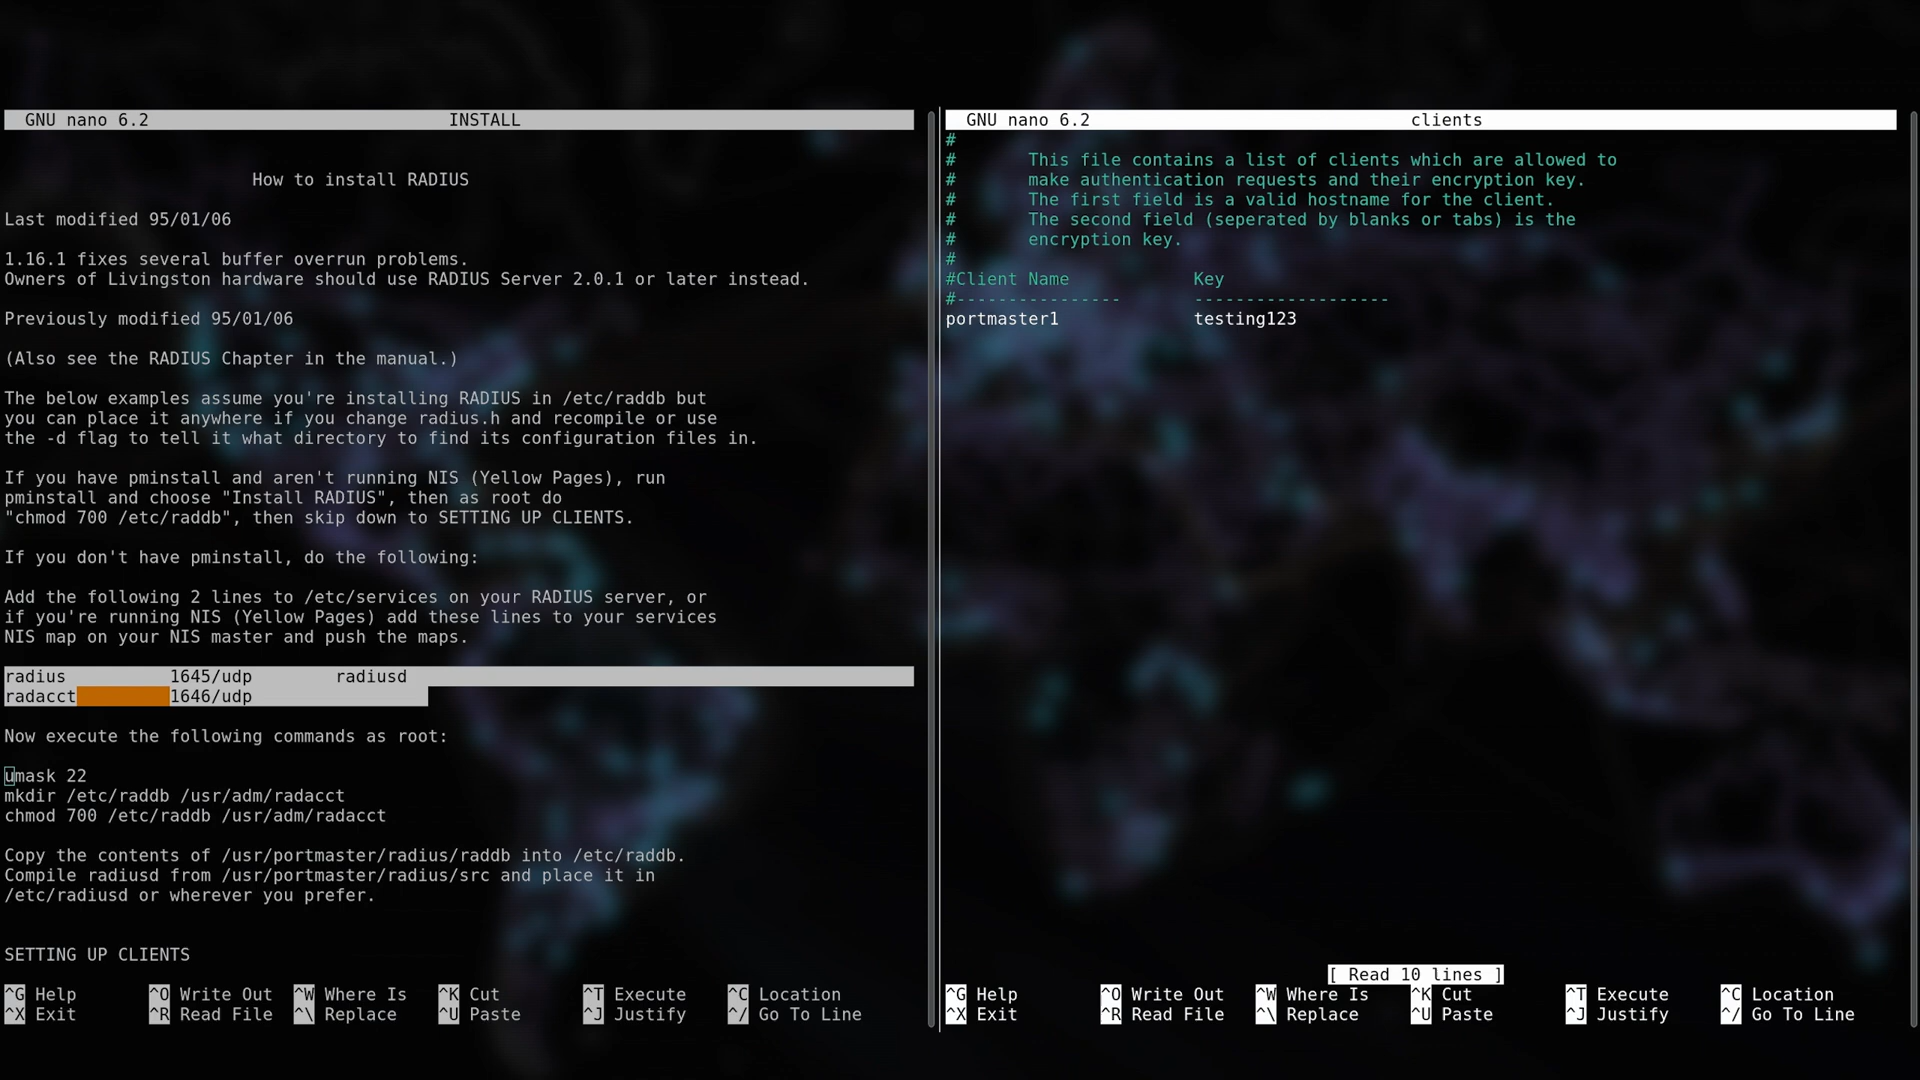 GNU nano 6.2 INSTALL
How to install RADIUS
Last modified 95/01/06
1.16.1 fixes several buffer overrun problems.
Owners of Livingston hardware should use RADIUS Server 2.0.1 or later instead.
Previously modified 95/01/06
(Also see the RADIUS Chapter in the manual.)
The below examples assume you're installing RADIUS in /etc/raddb but
you can place it anywhere if you change radius.h and recompile or use
the -d flag to tell it what directory to find its configuration files in.
If you have pminstall and aren't running NIS (Yellow Pages), run
pminstall and choose "Install RADIUS", then as root do
"chmod 700 /etc/raddb", then skip down to SETTING UP CLIENTS.
If you don't have pminstall, do the following:
Add the following 2 lines to /etc/services on your RADIUS server, or
if you're running NIS (Yellow Pages) add these lines to your services
NIS map on your NIS master and push the maps.
radius 1645/udp radiusd
radacct 1646/udp
Now execute the following commands as root:
umask 22
mkdir /etc/raddb /usr/adm/radacct
chmod 700 /etc/raddb /usr/adm/radacct
Copy the contents of /usr/portmaster/radius/raddb into /etc/raddb.
Compile radiusd from /usr/portmaster/radius/src and place it in
/etc/radiusd or wherever you prefer.
SETTING UP CLIENTS
^G Help ^O Write Out ^W Where Is ^K Cut ^T Execute ^C Location
^X Exit ^R Read File ^\ Replace ^U Paste ^J Justify ^/ Go To Line
GNU nano 6.2 clients
#
# This file contains a list of clients which are allowed to
# make authentication requests and their encryption key.
# The first field is a valid hostname for the client.
# The second field (seperated by blanks or tabs) is the
# encryption key.
#
#Client Name Key
#---------------- -------------------
portmaster1 testing123
[ Read 10 lines ]
^G Help ^O Write Out ^W Where Is ^K Cut ^T Execute ^C Location
^X Exit ^R Read File ^\ Replace ^U Paste ^J Justify ^/ Go To Line